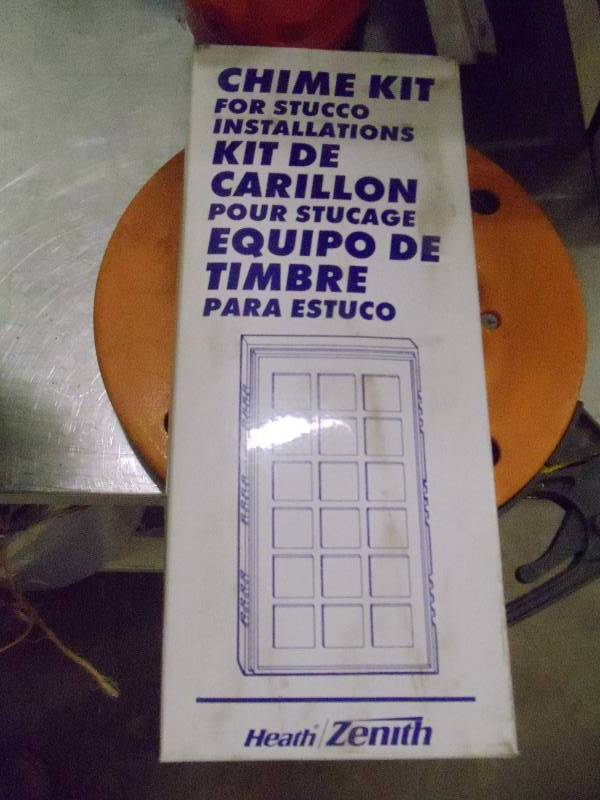 CHIME KIT
FOR STUCCO
INSTALLATIONS
KIT DE
CARILLON
POUR STUCAGE
EQUIPO DE
TIMBRE
PARA ESTUCO
Heath®/Zenith